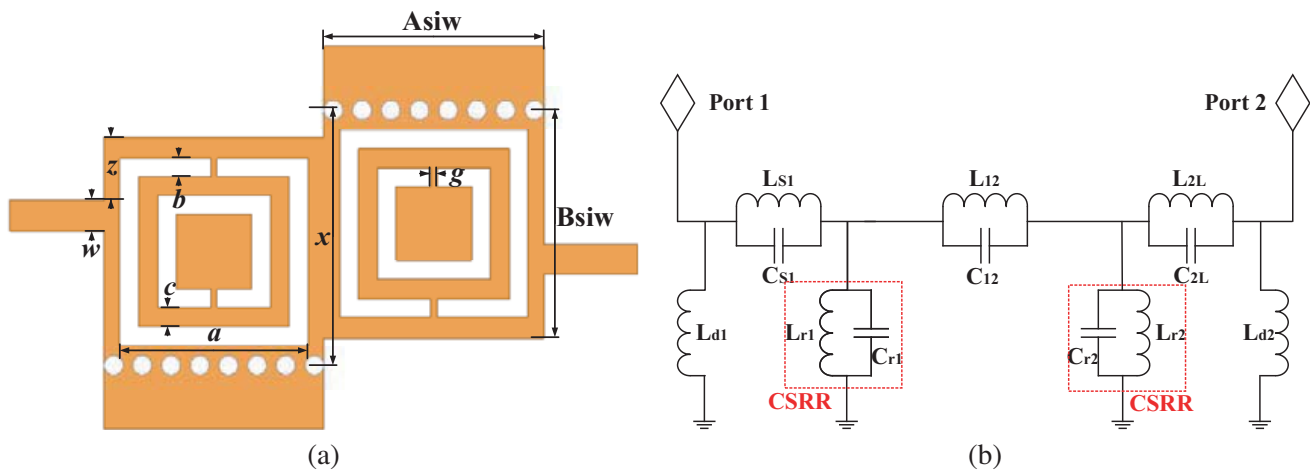 Asiw
z
b
g
Bsiw
w
x
c
a
(a)
Port 1
Port 2
LS1
L12
L2L
CS1
C12
C2L
Ld1
Lr1
Cr1
Cr2
Lr2
Ld2
CSRR
CSRR
(b)